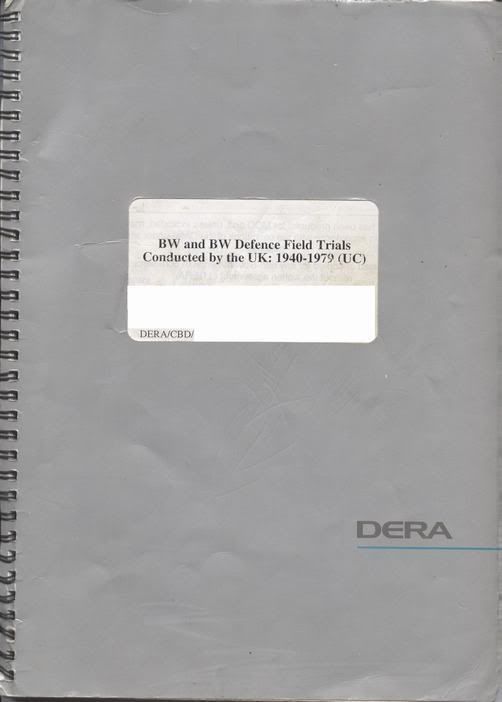 BW and BW Defence Field Trials
Conducted by the UK: 1940-1979 (UC)
DERA/CBD/
DERA